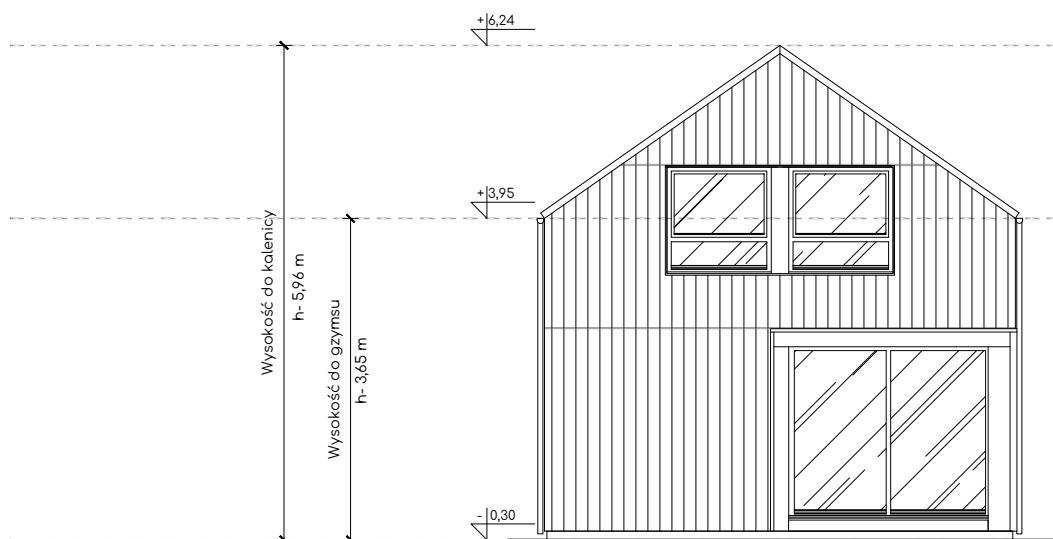 +6,24
+3,95
Wysokość do kalenicy
h- 5,96 m
Wysokość do gzymsu
h- 3,65 m
- 0,30